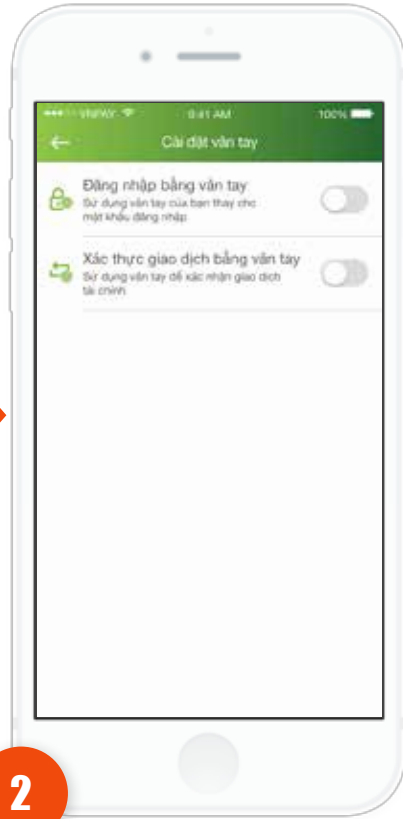 VNPAY 9:41 AM 100%
Cài đặt vân tay
Đăng nhập bằng vân tay
Sử dụng vân tay của bạn thay cho
mật khẩu đăng nhập
Xác thực giao dịch bằng vân tay
Sử dụng vân tay để xác nhận giao dịch
tài chính
2